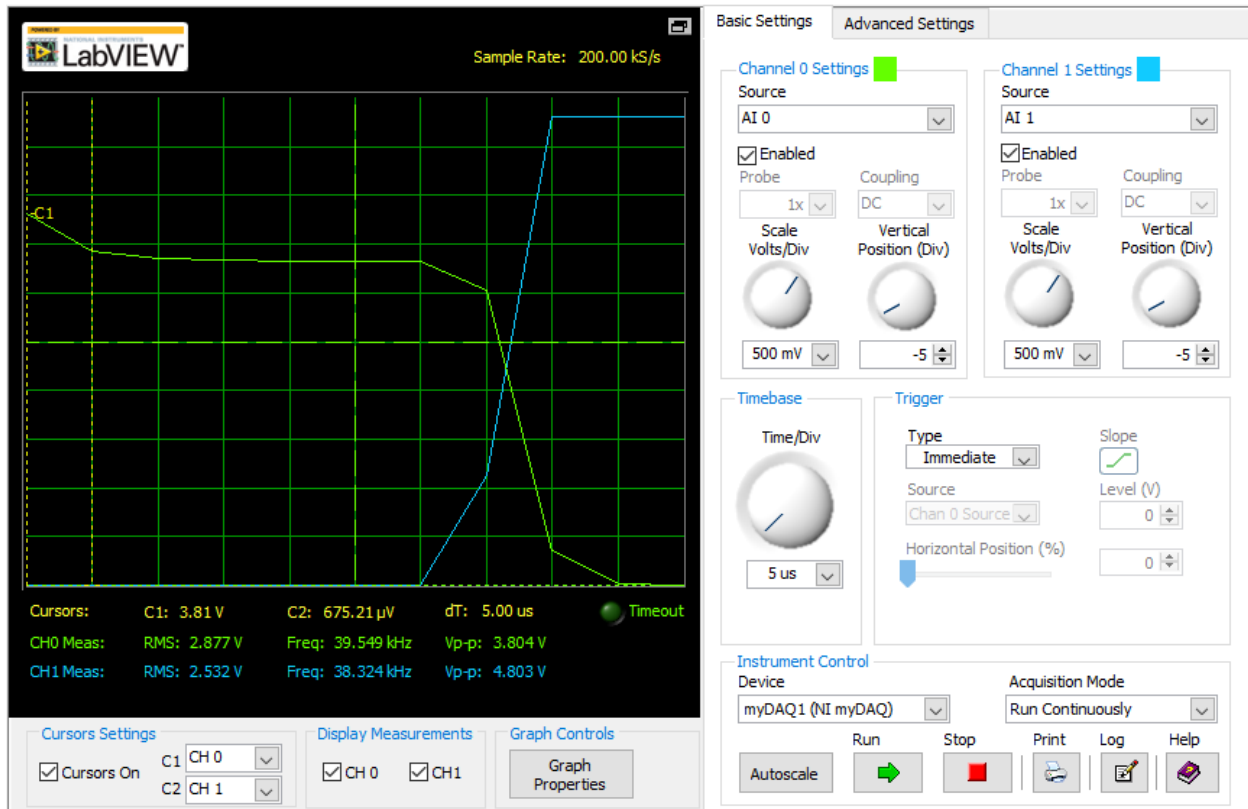 POWERED BY
NATIONAL INSTRUMENTS
LabVIEW™
Sample Rate: 200.00 kS/s
C1
Cursors: C1: 3.81 V C2: 675.21 µV dT: 5.00 us Timeout
CH0 Meas: RMS: 2.877 V Freq: 39.549 kHz Vp-p: 3.804 V
CH1 Meas: RMS: 2.532 V Freq: 38.324 kHz Vp-p: 4.803 V
Cursors Settings
Cursors On
C1 CH 0
C2 CH 1
Display Measurements
CH 0 CH1
Graph Controls
Graph
Properties
Basic Settings Advanced Settings
Channel 0 Settings
Source
AI 0
Enabled
Probe Coupling
1x DC
Scale Vertical
Volts/Div Position (Div)
500 mV -5
Channel 1 Settings
Source
AI 1
Enabled
Probe Coupling
1x DC
Scale Vertical
Volts/Div Position (Div)
500 mV -5
Timebase
Time/Div
5 us
Trigger
Type Slope
Immediate
Source Level (V)
Chan 0 Source 0
Horizontal Position (%)
0
Instrument Control
Device Acquisition Mode
myDAQ1 (NI myDAQ) Run Continuously
Run Stop Print Log Help
Autoscale